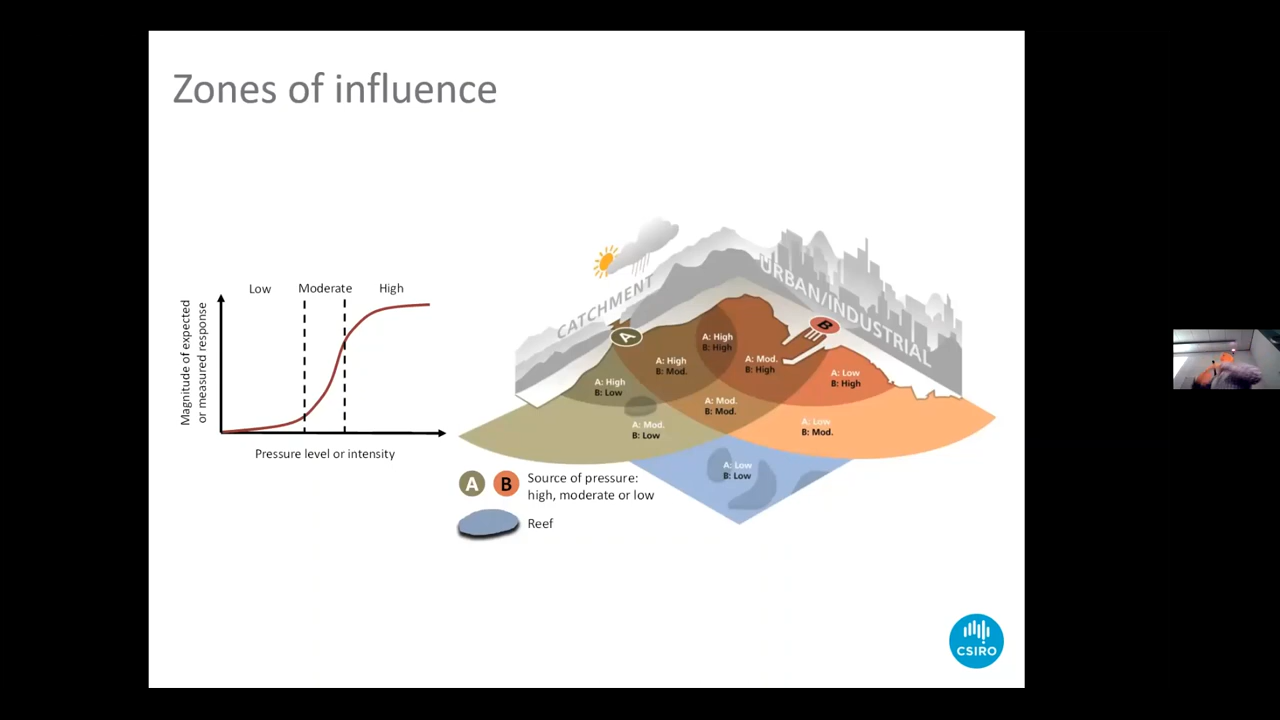 Zones of influence
Low
Moderate
High
Magnitude of expected
or measured response
Pressure level or intensity
CATCHMENT
URBAN/INDUSTRIAL
A
B
A: High
B: High
A: High
B: Mod.
A: Mod.
B: High
A: Low
B: High
A: High
B: Low
A: Mod.
B: Mod.
A: Mod.
B: Low
A: Low
B: Mod.
A: Low
B: Low
A
B
Source of pressure:
high, moderate or low
Reef
CSIRO